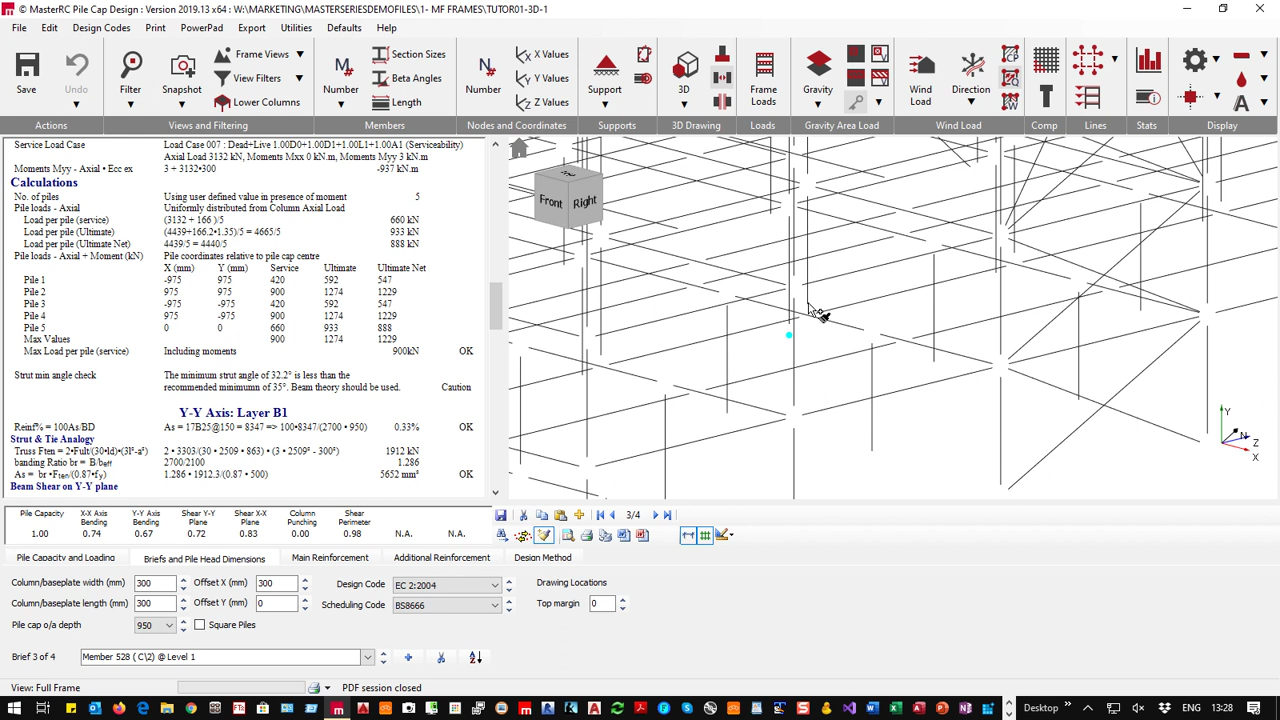 © MasterRC Pile Cap Design : Version 2019.13 x64 : W:\MARKETING\MASTERSERIESDEMOFILES\1- MF FRAMES\TUTOR01-3D-1
File Edit Design Codes Print PowerPad Export Utilities Defaults Help
Save Undo Filter Snapshot Frame Views View Filters Lower Columns Number Section Sizes Beta Angles Length Number X Values Y Values Z Values Support 3D Frame Loads Gravity Wind Load Direction
Actions Views and Filtering Members Nodes and Coordinates Supports 3D Drawing Loads Gravity Area Load Wind Load Comp Lines Stats Display
Service Load Case Load Case 007 : Dead+Live 1.00D0+1.00D1+1.00L1+1.00A1 (Serviceability)
Axial Load 3132 kN, Moments Mxx 0 kN.m, Moments Myy 3 kN.m
Moments Myy - Axial • Ecc ex 3 + 3132•300 -937 kN.m
Calculations
No. of piles Using user defined value in presence of moment 5
Pile loads - Axial Uniformly distributed from Column Axial Load
Load per pile (service) (3132 + 166 )/5 660 kN
Load per pile (Ultimate) (4439+166.2•1.35)/5 = 4665/5 933 kN
Load per pile (Ultimate Net) 4439/5 = 4440/5 888 kN
Pile loads - Axial + Moment (kN) Pile coordinates relative to pile cap centre
X (mm) Y (mm) Service Ultimate Ultimate Net
Pile 1 -975 975 420 592 547
Pile 2 975 975 900 1274 1229
Pile 3 -975 -975 420 592 547
Pile 4 975 -975 900 1274 1229
Pile 5 0 0 660 933 888
Max Values 900 1274 1229
Max Load per pile (service) Including moments 900kN OK
Strut min angle check The minimum strut angle of 32.2° is less than the
recommended minimumn of 35°. Beam theory should be used. Caution
Y-Y Axis: Layer B1
Reinf% = 100As/BD As = 17B25@150 = 8347 => 100•8347/(2700 • 950) 0.33% OK
Strut & Tie Analogy
Truss Ften = 2•Fult/(30•ld)•(3l²-a²) 2 • 3303/(30 • 2509 • 863) • (3 • 2509² - 300²) 1912 kN
banding Ratio br = B/beff 2700/2100 1.286
As = br •Ften/(0.87•fy) 1.286 • 1912.3/(0.87 • 500) 5652 mm² OK
Beam Shear on Y-Y plane
Front Right
Y N Z X
3/4
Pile Capacity X-X Axis Bending Y-Y Axis Bending Shear Y-Y Plane Shear X-X Plane Column Punching Shear Perimeter
1.00 0.74 0.67 0.72 0.83 0.00 0.98 N.A. N.A.
Pile Capacity and Loading Briefs and Pile Head Dimensions Main Reinforcement Additional Reinforcement Design Method
Column/baseplate width (mm) 300 Offset X (mm) 300 Design Code EC 2:2004 Drawing Locations
Column/baseplate length (mm) 300 Offset Y (mm) 0 Scheduling Code BS8666 Top margin 0
Pile cap o/a depth 950 Square Piles
Brief 3 of 4 Member 528 ( C\2) @ Level 1
View: Full Frame PDF session closed
Desktop ENG 13:28